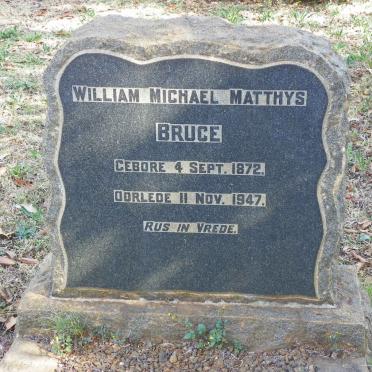 William Michael Matthys
Bruce
Gebore 4 Sept. 1872.
Oorlede 11 Nov. 1947.
Rus in Vrede.